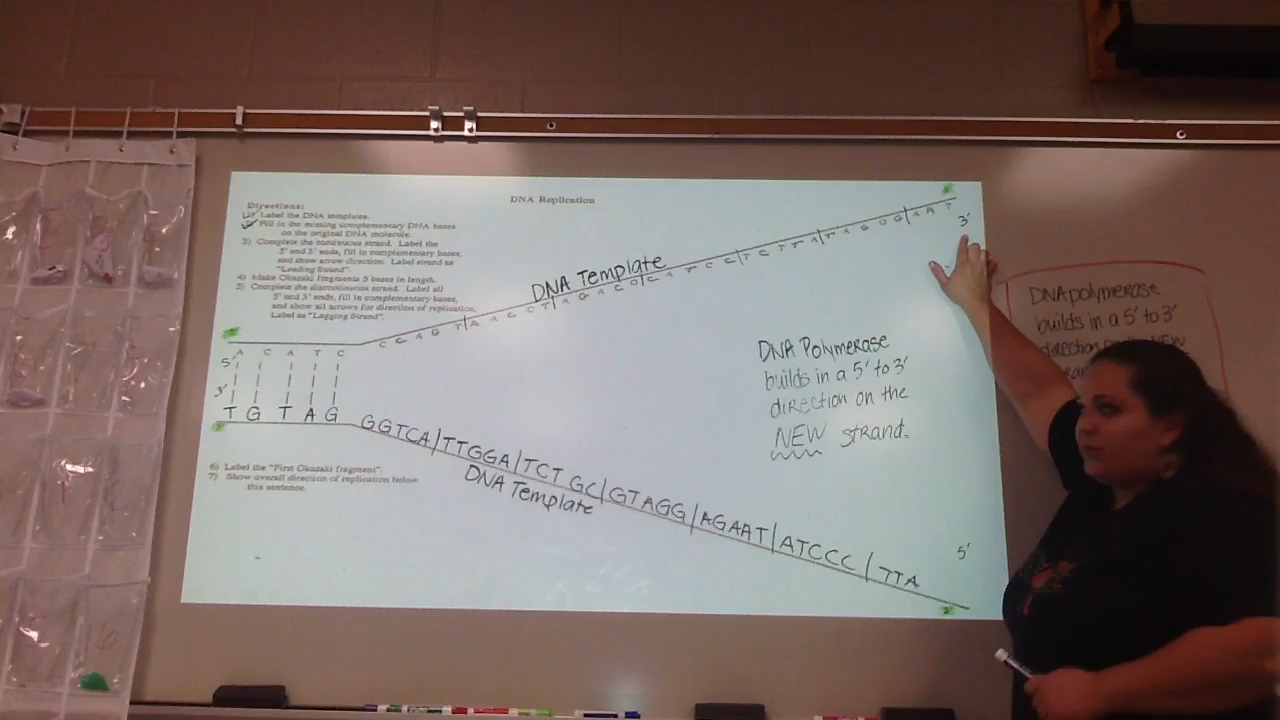 DNA Replication
Directions:
1) Label the DNA templates.
2) Fill in the missing complementary DNA bases
on the original DNA molecule.
3) Complete the continuous strand. Label the
5' and 3' ends, fill in complementary bases,
and show arrow direction. Label strand as
"Leading Strand".
4) Make Okazaki fragments 5 bases in length.
5) Complete the discontinuous strand. Label all
5' and 3' ends, fill in complementary bases,
and show all arrows for direction of replication.
Label as "Lagging Strand".
DNA Template
3'
5'
A C A T C
3'
T G T A G
GGTCA/TTGGA/TCTGC/GTAGG/AGAAT/ATCCC/TTA
DNA Template
5'
DNA Polymerase
builds in a 5' to 3'
direction on the
NEW strand.
6) Label the "First Okazaki fragment".
7) Show overall direction of replication below
this sentence.
DNA polymerase
builds in a 5' to 3'
direction NEW
16